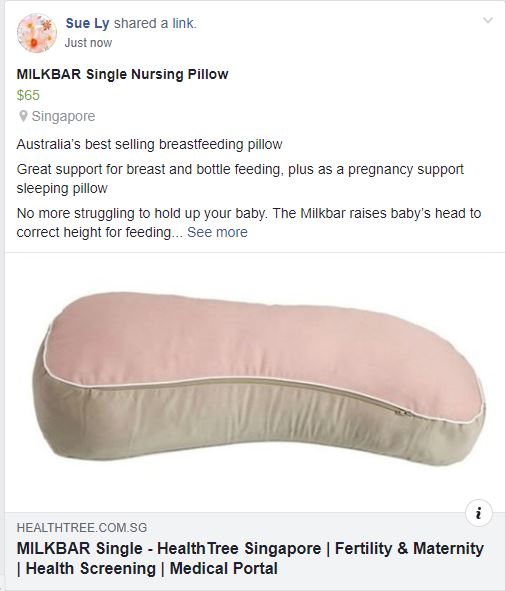 Sue Ly shared a link.
Just now
MILKBAR Single Nursing Pillow
$65
Singapore
Australia's best selling breastfeeding pillow
Great support for breast and bottle feeding, plus as a pregnancy support
sleeping pillow
No more struggling to hold up your baby. The Milkbar raises baby's head to
correct height for feeding... See more
i
HEALTHTREE.COM.SG
MILKBAR Single - HealthTree Singapore | Fertility & Maternity
| Health Screening | Medical Portal